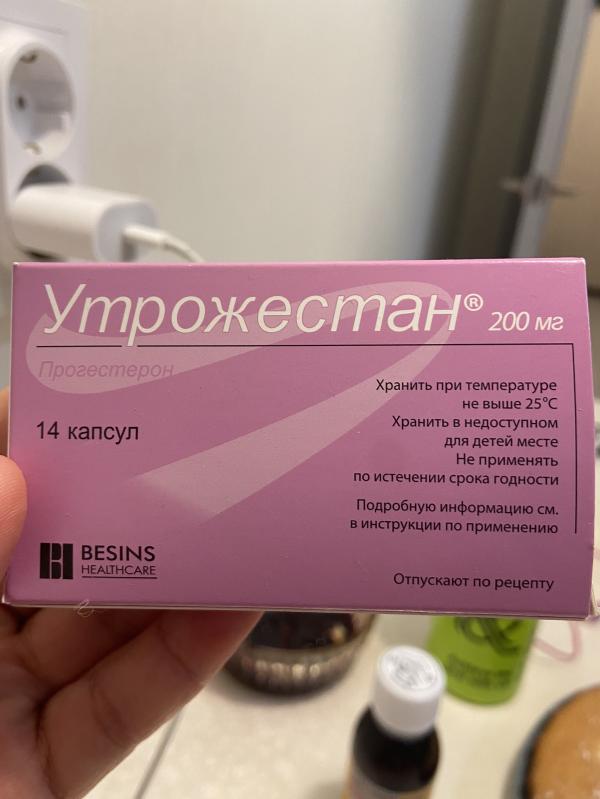 Утрожестан® 200 мг
Прогестерон
14 капсул
Хранить при температуре
не выше 25°С
Хранить в недоступном
для детей месте
Не применять
по истечении срока годности
Подробную информацию см.
в инструкции по применению
BESINS
HEALTHCARE
Отпускают по рецепту